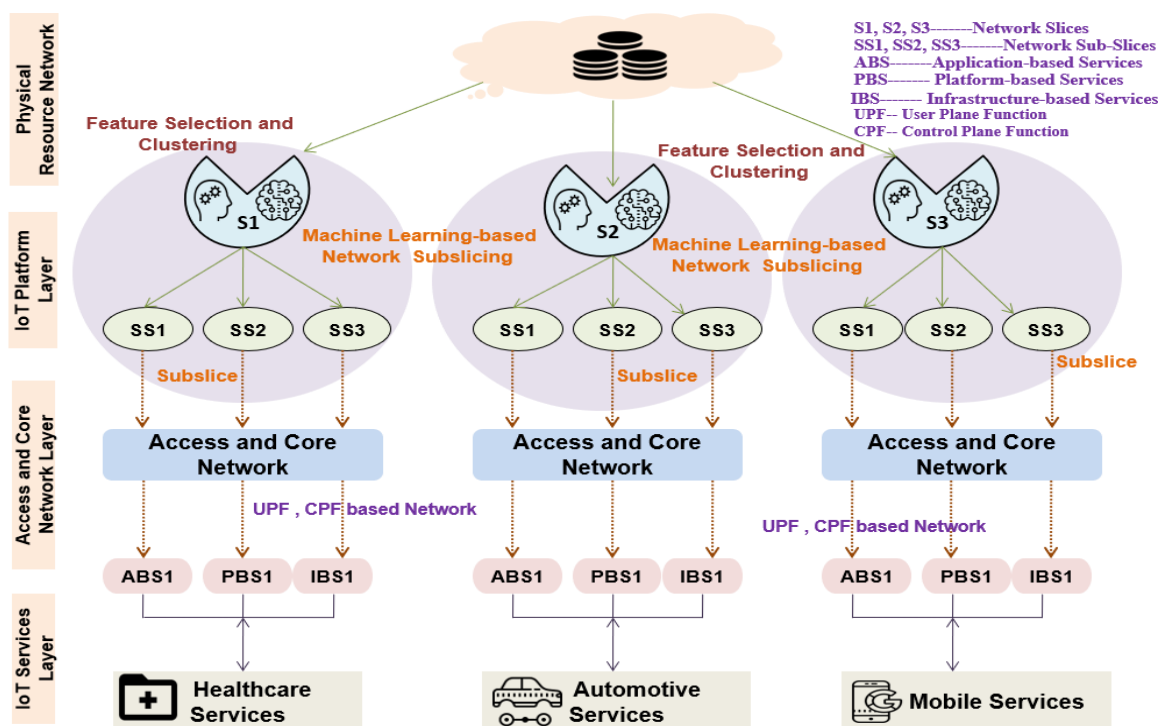 Physical
Resource Network
S1, S2, S3-------Network Slices
SS1, SS2, SS3-------Network Sub-Slices
ABS-------Application-based Services
PBS------- Platform-based Services
IBS------- Infrastructure-based Services
UPF-- User Plane Function
CPF-- Control Plane Function
Feature Selection and
Clustering
Feature Selection and
Clustering
IoT Platform
Layer
S1
S2
S3
Machine Learning-based
Network Subslicing
Machine Learning-based
Network Subslicing
SS1
SS2
SS3
SS1
SS2
SS3
SS1
SS2
SS3
Subslice
Subslice
Subslice
Access and Core
Network Layer
Access and Core
Network
Access and Core
Network
Access and Core
Network
UPF , CPF based Network
UPF , CPF based Network
ABS1
PBS1
IBS1
ABS1
PBS1
IBS1
ABS1
PBS1
IBS1
IoT Services
Layer
Healthcare
Services
Automotive
Services
Mobile Services